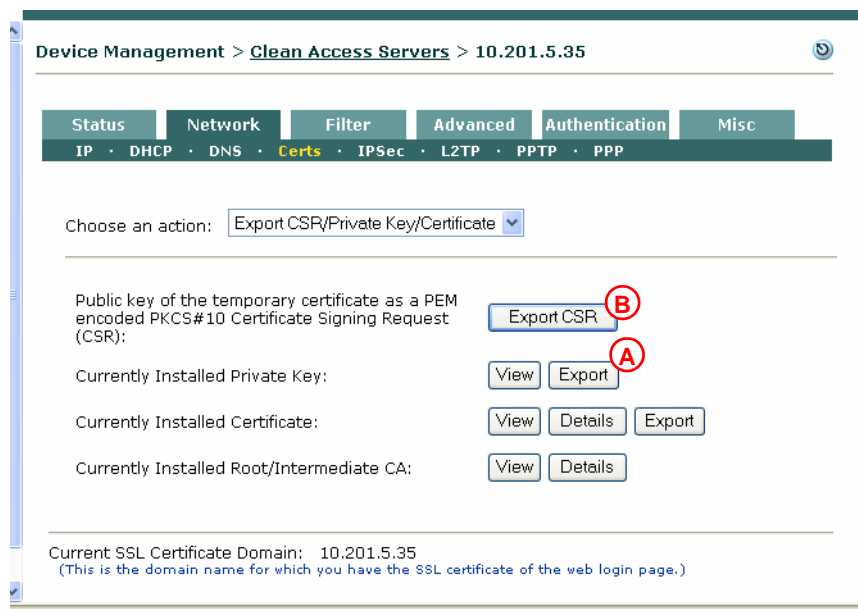 Device Management > Clean Access Servers > 10.201.5.35
Status Network Filter Advanced Authentication Misc
IP · DHCP · DNS · Certs · IPSec · L2TP · PPTP · PPP
Choose an action: Export CSR/Private Key/Certificate
Public key of the temporary certificate as a PEM
encoded PKCS#10 Certificate Signing Request
(CSR):
Export CSR
B
A
Currently Installed Private Key: View Export
Currently Installed Certificate: View Details Export
Currently Installed Root/Intermediate CA: View Details
Current SSL Certificate Domain: 10.201.5.35
(This is the domain name for which you have the SSL certificate of the web login page.)